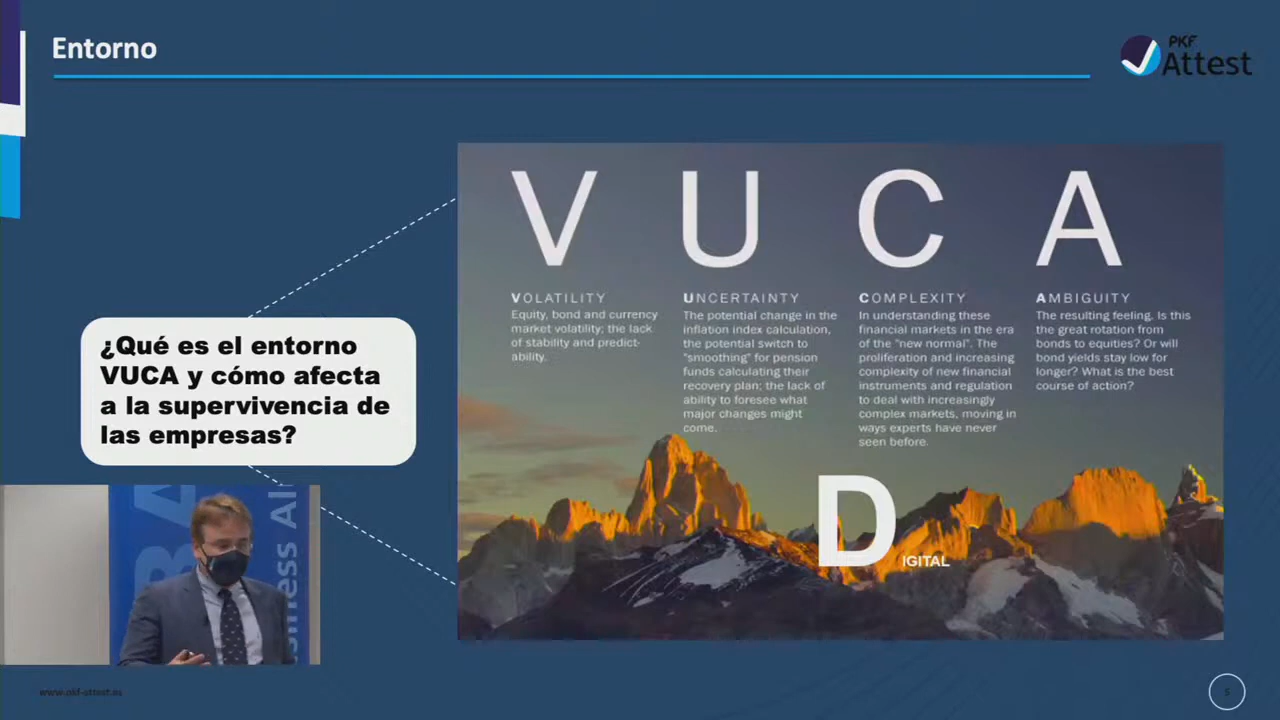 Entorno
PKF
Attest
V U C A
VOLATILITY
Equity, bond and currency
market volatility; the lack
of stability and predict-
ability.
UNCERTAINTY
The potential change in the
inflation index calculation,
the potential switch to
"smoothing" for pension
funds calculating their
recovery plan; the lack of
ability to foresee what
major changes might
come.
COMPLEXITY
In understanding these
financial markets in the era
of the "new normal". The
proliferation and increasing
complexity of new financial
instruments and regulation
to deal with increasingly
complex markets, moving in
ways experts have never
seen before.
AMBIGUITY
The resulting feeling. Is this
the great rotation from
bonds to equities? Or will
bond yields stay low for
longer? What is the best
course of action?
¿Qué es el entorno
VUCA y cómo afecta
a la supervivencia de
las empresas?
DIGITAL
BA
siness Al
www.pkf-attest.es
5